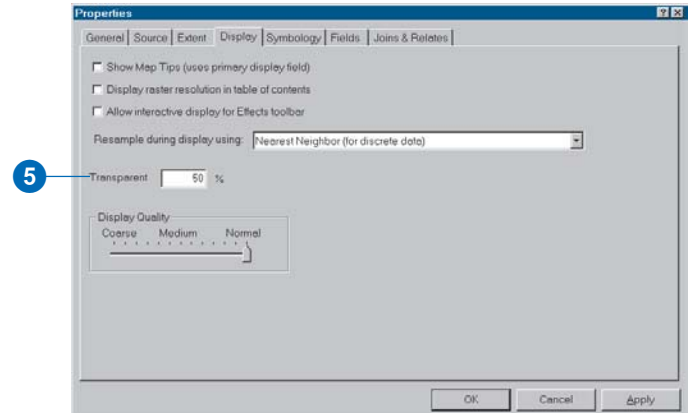 Properties
General Source Extent Display Symbology Fields Joins & Relates
Show Map Tips (uses primary display field)
Display raster resolution in table of contents
Allow interactive display for Effects toolbar
Resample during display using: Nearest Neighbor (for discrete data)
5 Transparent 50 %
Display Quality
Coarse Medium Normal
OK Cancel Apply